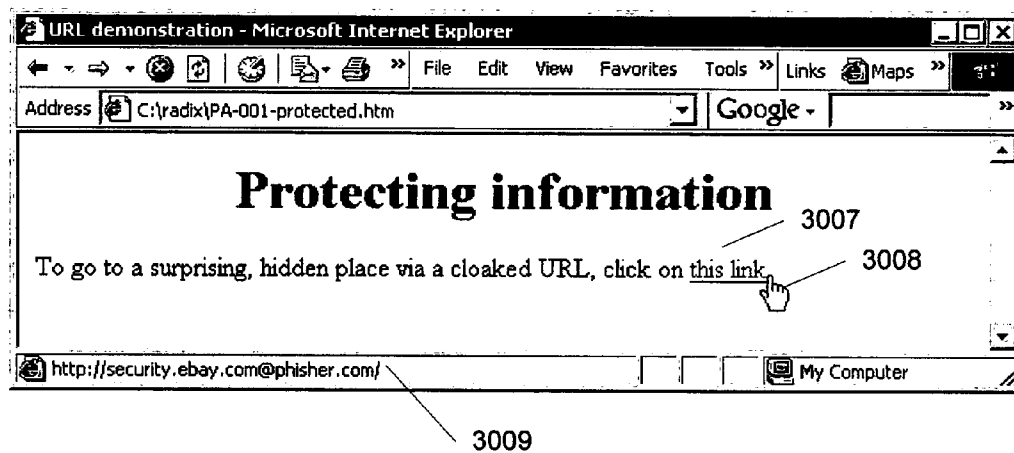 URL demonstration - Microsoft Internet Explorer
» File Edit View Favorites Tools » Links Maps »
Address C:\radix\PA-001-protected.htm Google »
Protecting information
3007
To go to a surprising, hidden place via a cloaked URL, click on this link
3008
http://security.ebay.com@phisher.com/ My Computer
3009